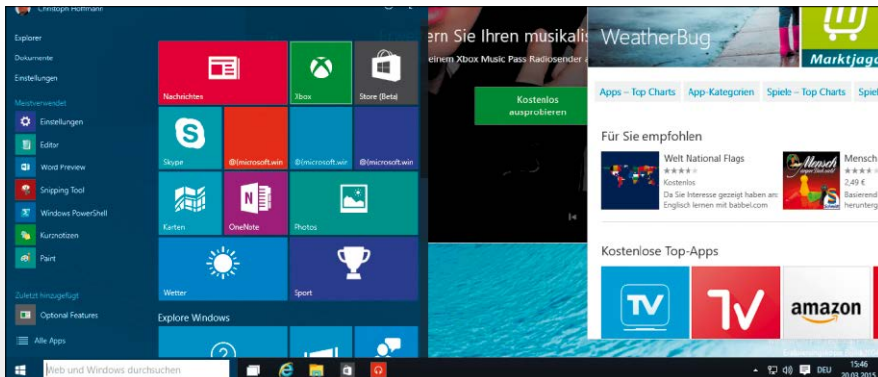 Christoph Hoffmann
Explorer
Dokumente
Einstellungen
Meistverwendet
Einstellungen
Editor
Word Preview
Snipping Tool
Windows PowerShell
Kurznotizen
Paint
Zuletzt hinzugefügt
Optional Features
Alle Apps
Nachrichten
Xbox
Store (Beta)
Skype
@{microsoft.win
@{microsoft.win
@{microsoft.win
Karten
OneNote
Photos
Wetter
Sport
Explore Windows
ern Sie Ihren musikalis
einem Xbox Music Pass Radiosender a
Kostenlos
ausprobieren
WeatherBug
Marktjagd
Apps – Top Charts
App-Kategorien
Spiele – Top Charts
Spiel
Für Sie empfohlen
Welt National Flags
Kostenlos
Da Sie Interesse gezeigt haben an:
Englisch lernen mit babbel.com
Mensch
Mensch
2,49 €
Basierend
herunterg
Kostenlose Top-Apps
TV
TV
amazon
Web und Windows durchsuchen
DEU
15:46
20.03.2015